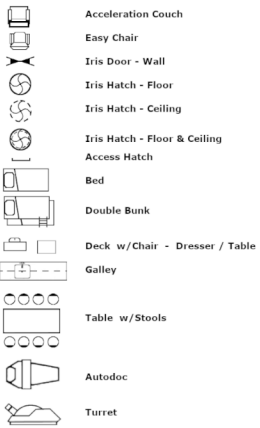 Acceleration Couch
Easy Chair
Iris Door - Wall
Iris Hatch - Floor
Iris Hatch - Ceiling
Iris Hatch - Floor & Ceiling
Access Hatch
Bed
Double Bunk
Deck w/Chair - Dresser / Table
Galley
Table w/Stools
Autodoc
Turret